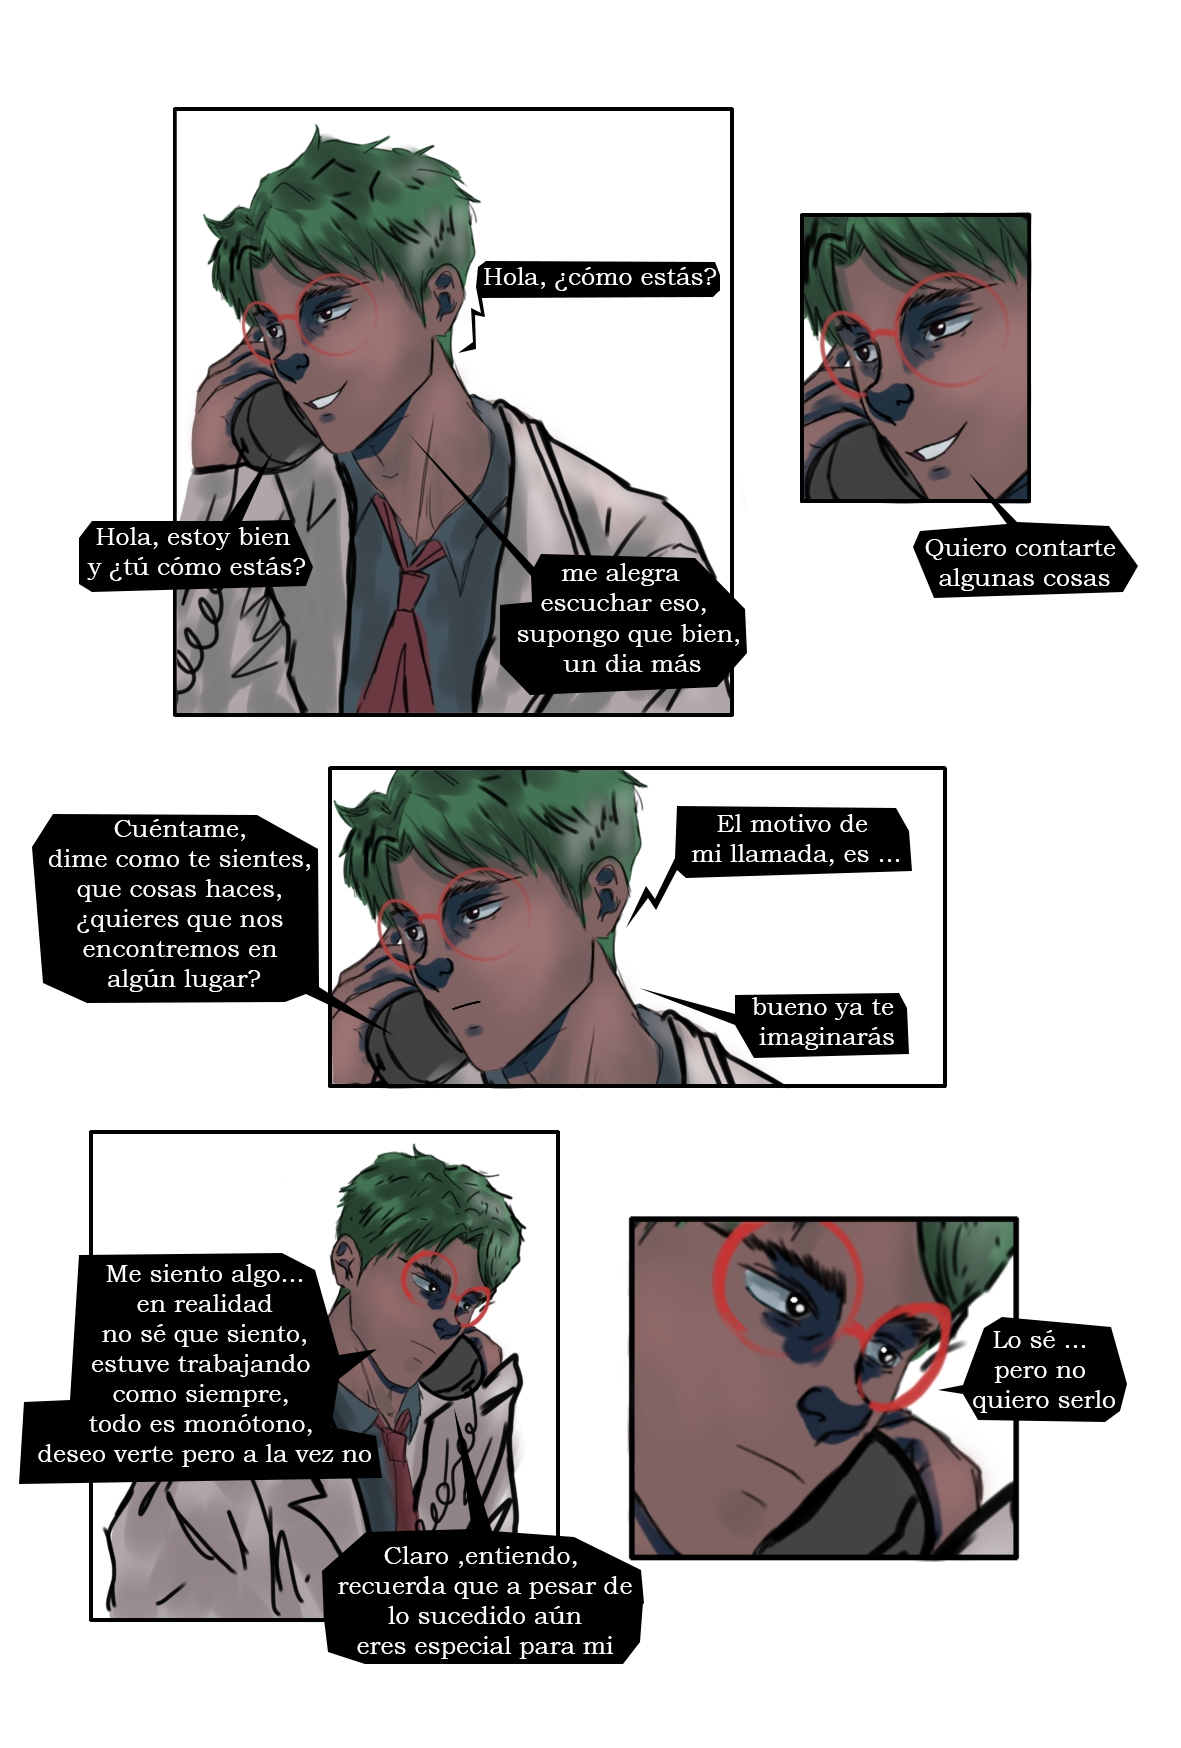 Hola, ¿cómo estás?
Hola, estoy bien
y ¿tú cómo estás?
me alegra
escuchar eso,
supongo que bien,
un dia más
Quiero contarte
algunas cosas
El motivo de
mi llamada, es ...
Cuéntame,
dime como te sientes,
que cosas haces,
¿quieres que nos
encontremos en
algún lugar?
bueno ya te
imaginarás
Me siento algo...
en realidad
no sé que siento,
estuve trabajando
como siempre,
todo es monótono,
deseo verte pero a la vez no
Claro ,entiendo,
recuerda que a pesar de
lo sucedido aún
eres especial para mi
Lo sé ...
pero no
quiero serlo